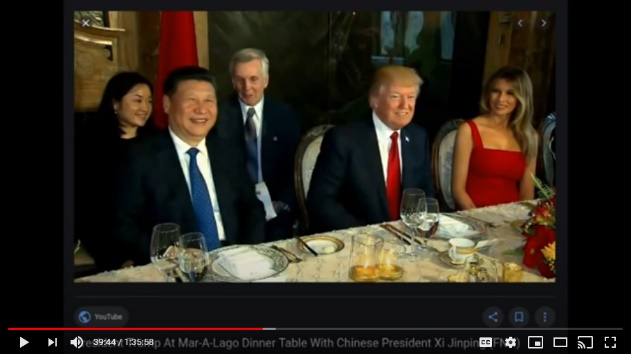 YouTube
39:44 / 1:35:58
At Mar-A-Lago Dinner Table With Chinese President Xi Jinping